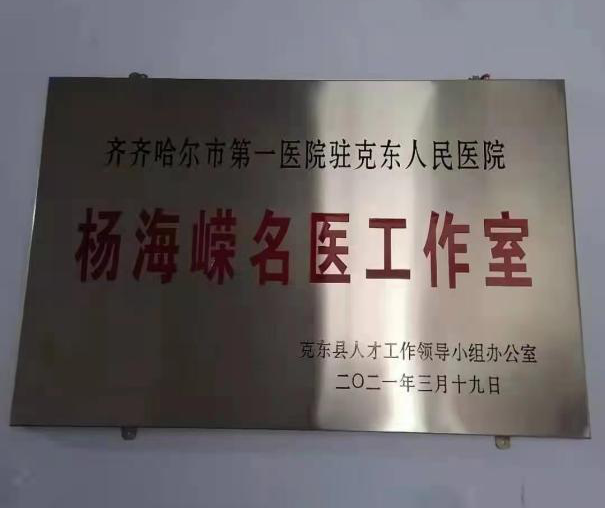 齐齐哈尔市第一医院驻克东人民医院
杨海嵘名医工作室
克东县人才工作领导小组办公室
二〇二一年三月十九日